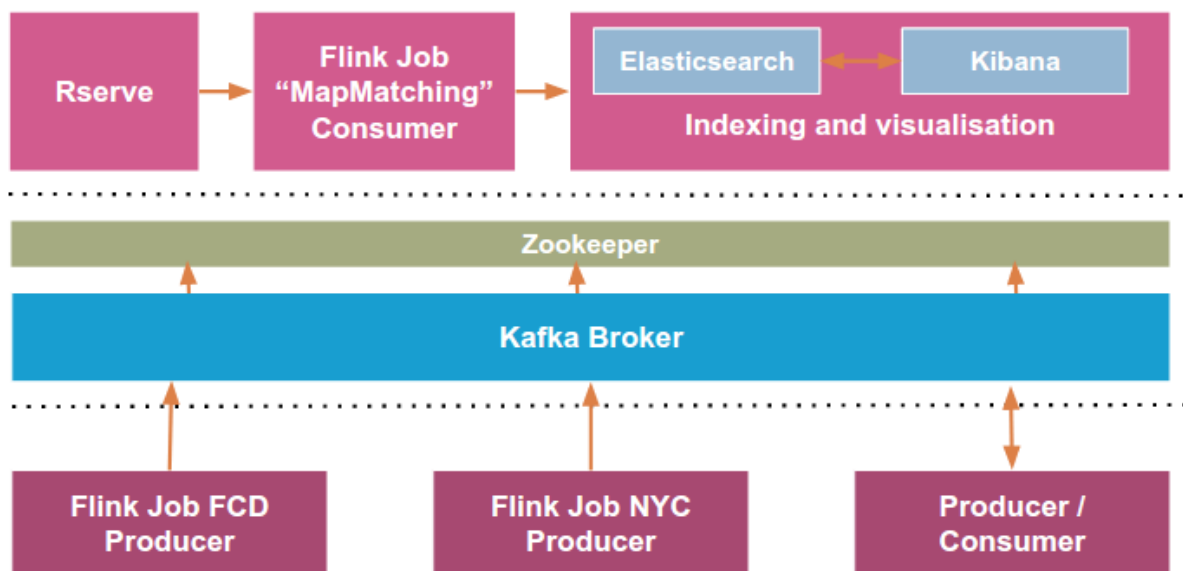 Rserve
Flink Job
“MapMatching”
Consumer
Elasticsearch
Kibana
Indexing and visualisation
Zookeeper
Kafka Broker
Flink Job FCD
Producer
Flink Job NYC
Producer
Producer /
Consumer